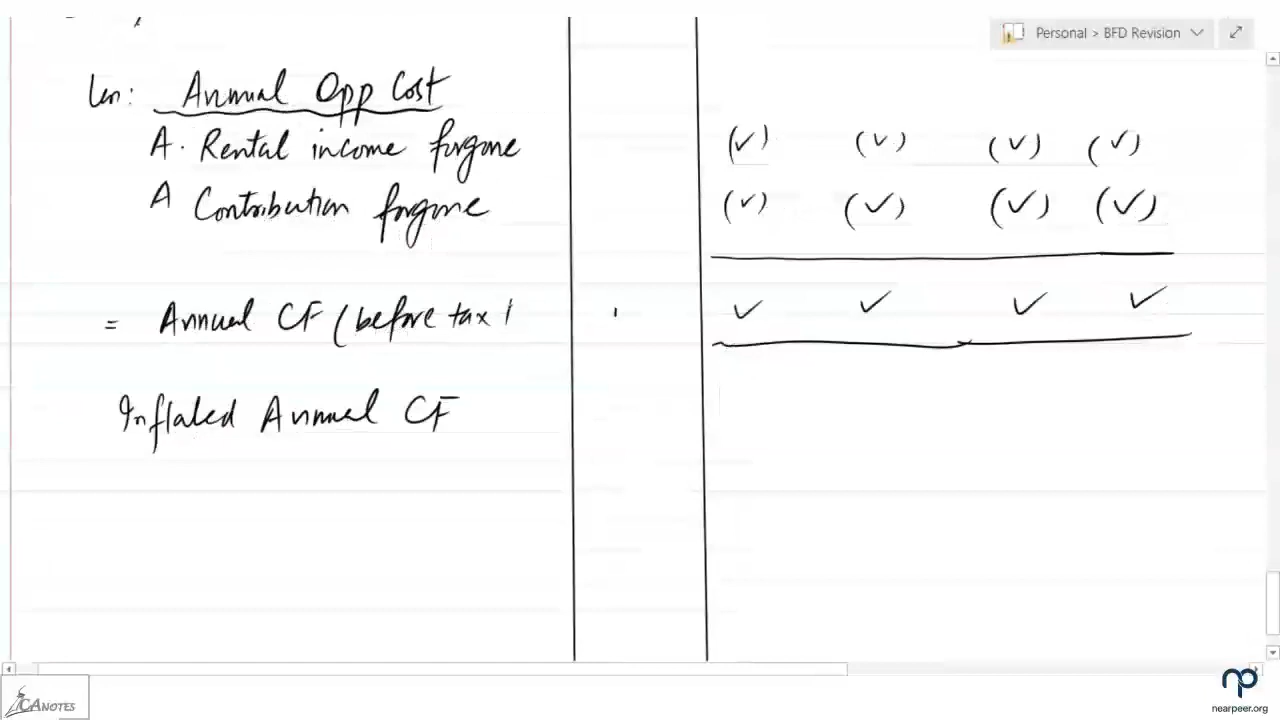 Personal > BFD Revision
Less: Annual Opp Cost
A. Rental income forgone (✓) (✓) (✓) (✓)
A Contribution forgone (✓) (✓) (✓) (✓)
= Annual CF (before tax) ✓ ✓ ✓ ✓
Inflated Annual CF
CANOTES
np
nearpeer.org